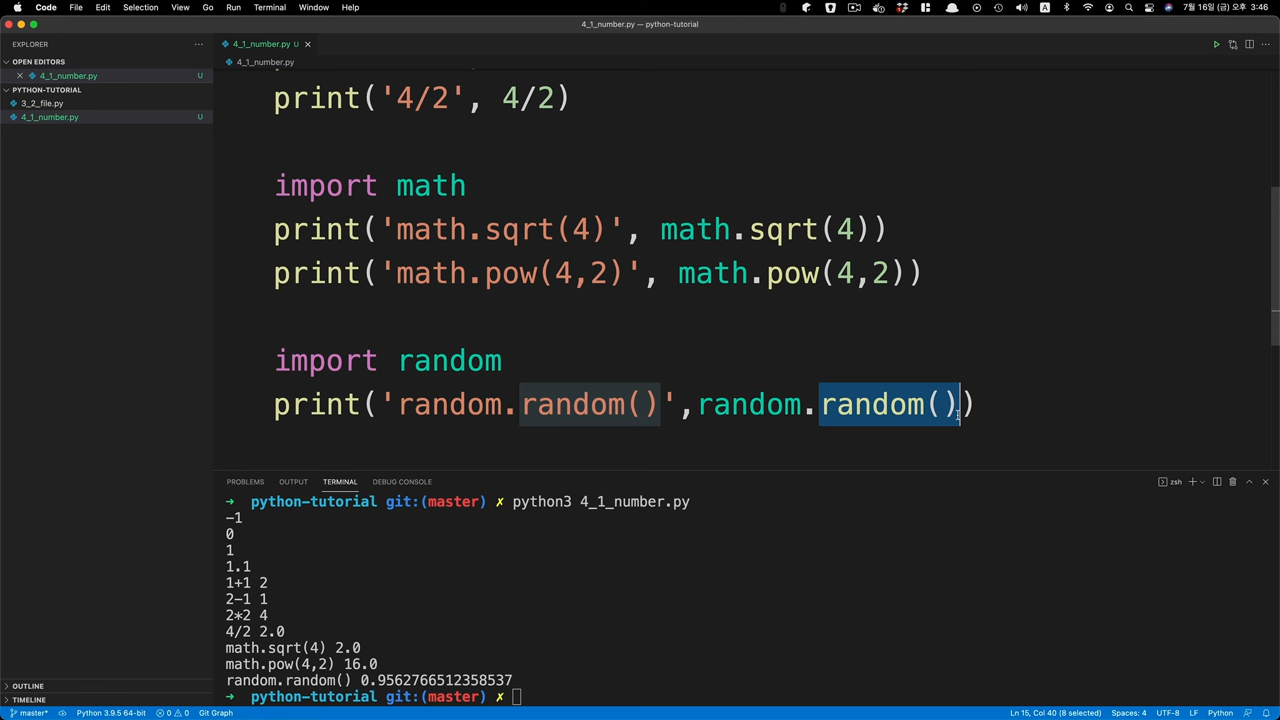 Code File Edit Selection View Go Run Terminal Window Help A 7월 16일 (금) 오후 3:46
4_1_number.py — python-tutorial
EXPLORER
OPEN EDITORS
4_1_number.py U
PYTHON-TUTORIAL
3_2_file.py
4_1_number.py U
OUTLINE
TIMELINE
4_1_number.py U
4_1_number.py
print('4/2', 4/2)
import math
print('math.sqrt(4)', math.sqrt(4))
print('math.pow(4,2)', math.pow(4,2))
import random
print('random.random()',random.random())
PROBLEMS OUTPUT TERMINAL DEBUG CONSOLE zsh
➜ python-tutorial git:(master) ✗ python3 4_1_number.py
-1
0
1
1.1
1+1 2
2-1 1
2*2 4
4/2 2.0
math.sqrt(4) 2.0
math.pow(4,2) 16.0
random.random() 0.9562766512358537
➜ python-tutorial git:(master) ✗
master* Python 3.9.5 64-bit 0 0 Git Graph Ln 15, Col 40 (8 selected) Spaces: 4 UTF-8 LF Python